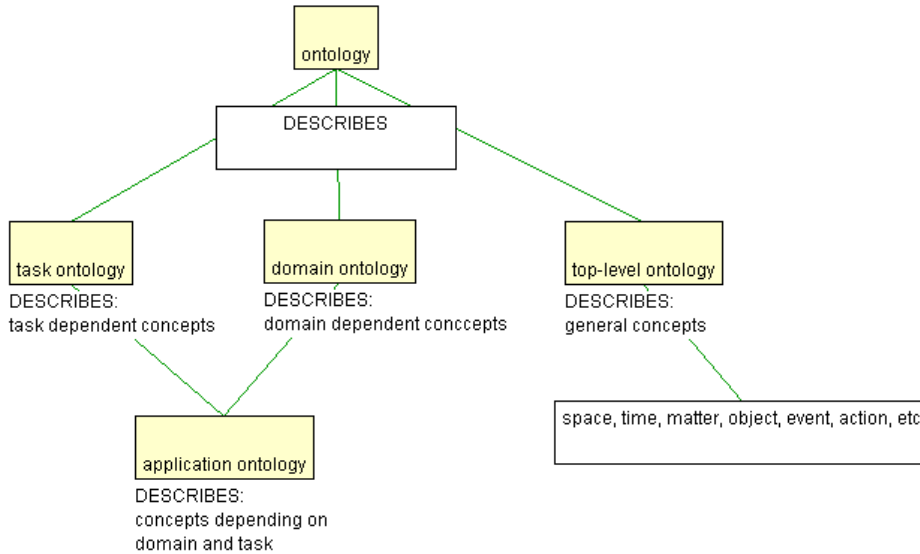 ontology
DESCRIBES
task ontology
domain ontology
top-level ontology
DESCRIBES:
task dependent concepts
DESCRIBES:
domain dependent conccepts
DESCRIBES:
general concepts
space, time, matter, object, event, action, etc
application ontology
DESCRIBES:
concepts depending on
domain and task